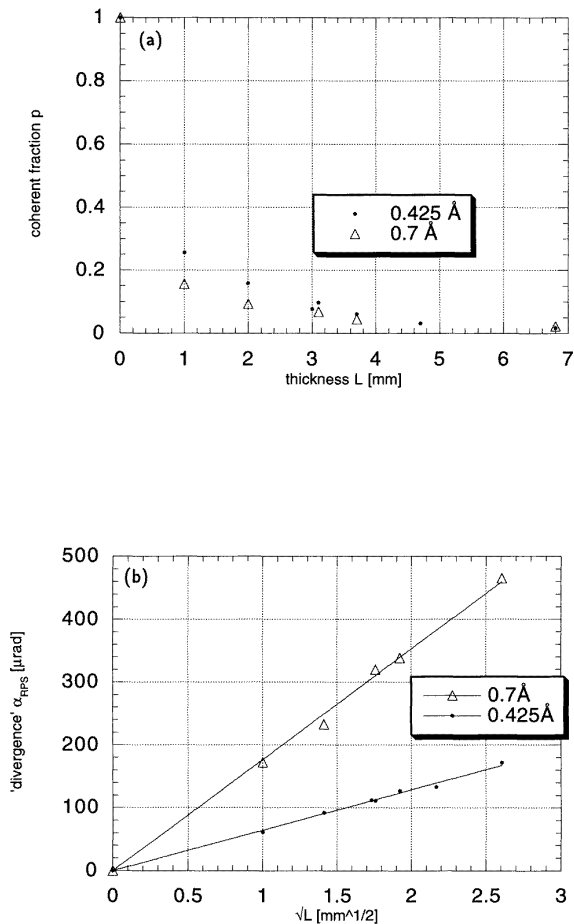 (a)
1
0.8
0.6
0.4
0.2
0
coherent fraction p
0.425 Å
0.7 Å
0 1 2 3 4 5 6 7
thickness L [mm]
(b)
500
400
300
200
100
0
'divergence' α_RPS [μrad]
0.7Å
0.425Å
0 0.5 1 1.5 2 2.5 3
√L [mm^1/2]